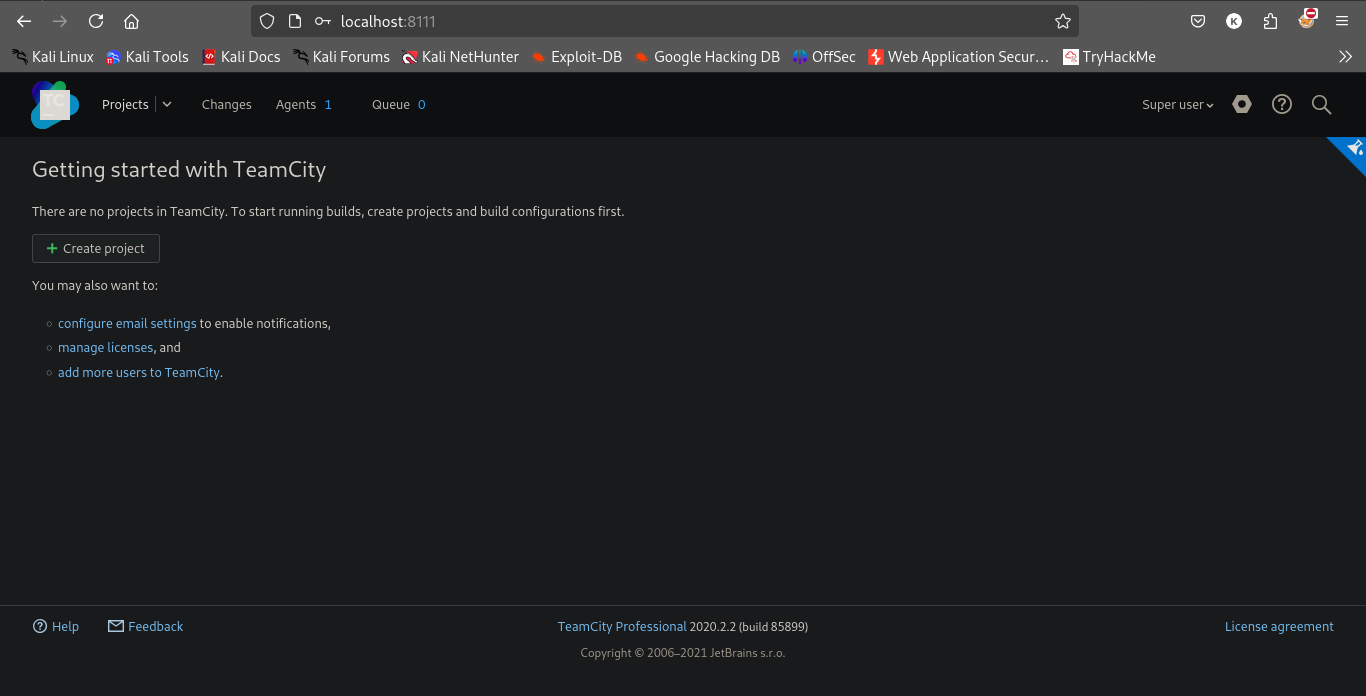 localhost:8111
K
Kali Linux Kali Tools Kali Docs Kali Forums Kali NetHunter Exploit-DB Google Hacking DB OffSec Web Application Secur… TryHackMe
TC Projects Changes Agents 1 Queue 0 Super user
Getting started with TeamCity
There are no projects in TeamCity. To start running builds, create projects and build configurations first.
+ Create project
You may also want to:
configure email settings to enable notifications,
manage licenses, and
add more users to TeamCity.
Help Feedback TeamCity Professional 2020.2.2 (build 85899) License agreement
Copyright © 2006–2021 JetBrains s.r.o.